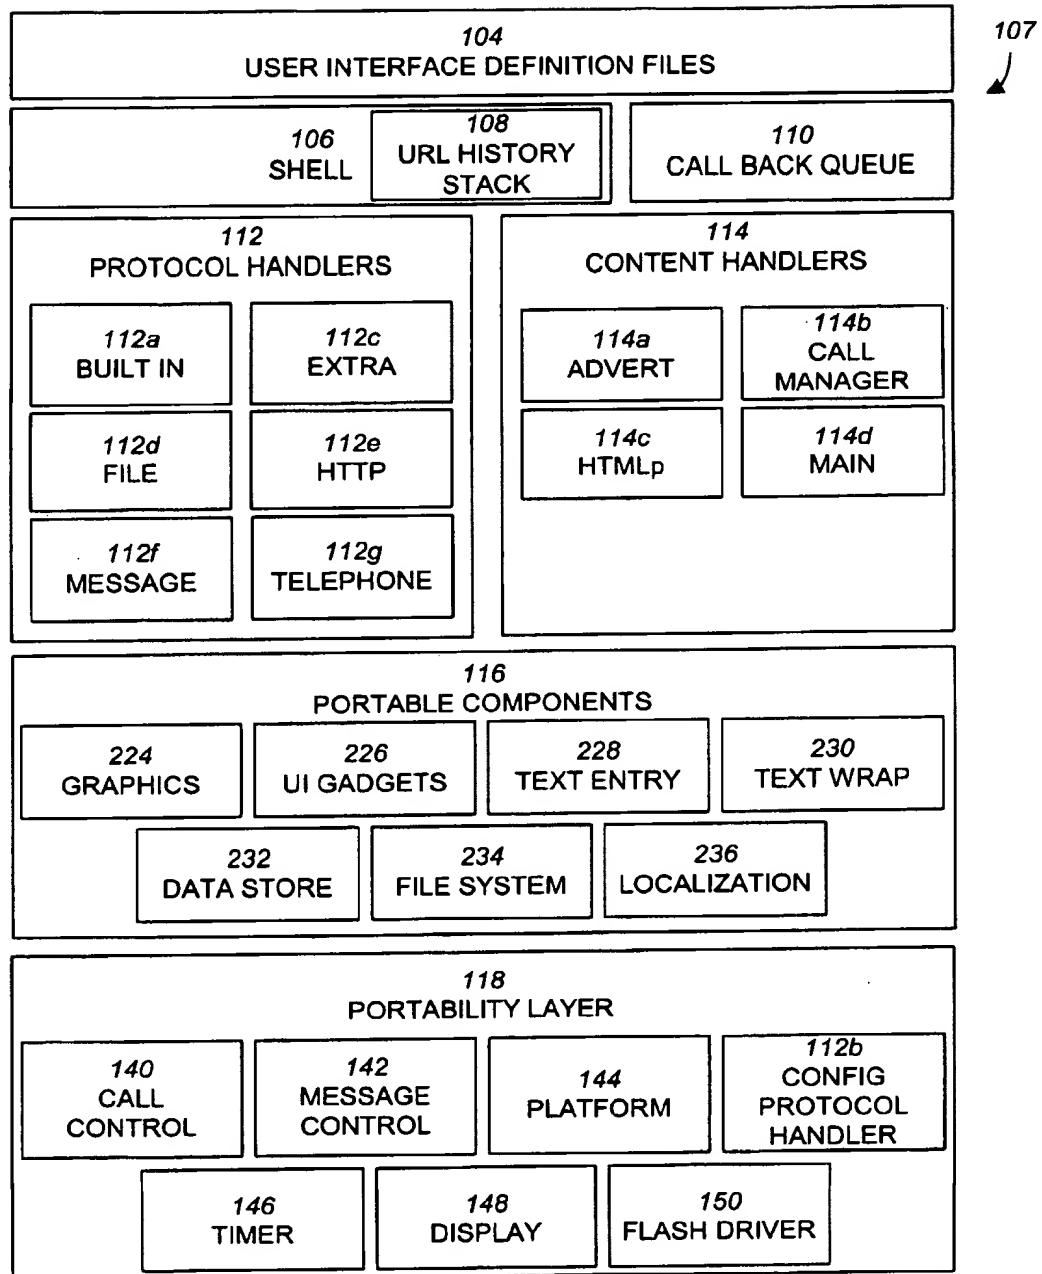 107
104
USER INTERFACE DEFINITION FILES
106
SHELL
108
URL HISTORY
STACK
110
CALL BACK QUEUE
112
PROTOCOL HANDLERS
112a
BUILT IN
112c
EXTRA
112d
FILE
112e
HTTP
112f
MESSAGE
112g
TELEPHONE
114
CONTENT HANDLERS
114a
ADVERT
114b
CALL
MANAGER
114c
HTMLp
114d
MAIN
116
PORTABLE COMPONENTS
224
GRAPHICS
226
UI GADGETS
228
TEXT ENTRY
230
TEXT WRAP
232
DATA STORE
234
FILE SYSTEM
236
LOCALIZATION
118
PORTABILITY LAYER
140
CALL
CONTROL
142
MESSAGE
CONTROL
144
PLATFORM
112b
CONFIG
PROTOCOL
HANDLER
146
TIMER
148
DISPLAY
150
FLASH DRIVER